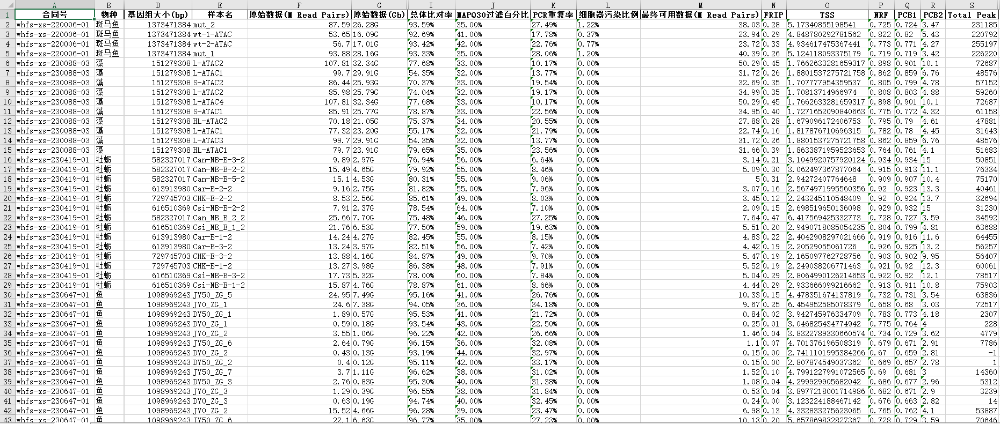 A B D E F G I J K L M N O P Q R S
1 合同号 物种 基因组大小(bp) 样本名 原始数据(M Read Pairs) 原始数据(Gb) 总体比对率 MAPQ30过滤百分比 PCR重复率 细胞器污染比例 最终可用数据(M Read Pairs) FRIP TSS NRF PCB1 PCB2 Total Peak
2 whfs-xs-220006-01 斑马鱼 1373471384 mut_2 87.59 26.28G 93.59% 35.00% 27.49% 1.22% 38.03 0.28 5.17340855198541 0.725 0.724 3.47 231185
3 whfs-xs-220006-01 斑马鱼 1373471384 wt-1-ATAC 53.65 16.09G 92.69% 41.00% 17.78% 0.37% 23.94 0.29 4.848780292781562 0.822 0.82 5.43 220792
4 whfs-xs-220006-01 斑马鱼 1373471384 wt-2-ATAC 56.7 17.01G 93.42% 42.00% 22.76% 0.77% 23.72 0.33 4.934617475367441 0.773 0.771 4.27 255197
5 whfs-xs-220006-01 斑马鱼 1373471384 mut_1 93.88 28.16G 93.33% 35.00% 28.06% 1.20% 40.39 0.26 5.124118093375179 0.719 0.719 3.42 226220
6 whfs-xs-230088-03 藻 151279308 L-ATAC2 107.81 32.34G 77.68% 33.00% 10.17% 0.00% 50.29 0.45 1.7662633281659317 0.898 0.901 10.1 72687
7 whfs-xs-230088-03 藻 151279308 L-ATAC1 99.7 29.91G 54.35% 32.00% 13.77% 0.00% 31.72 0.26 1.8801537275721758 0.862 0.859 6.76 48576
8 whfs-xs-230088-03 藻 151279308 S-ATAC2 86.44 25.93G 70.37% 33.00% 19.54% 0.00% 32.69 0.35 1.707777954359537 0.805 0.799 4.78 57152
9 whfs-xs-230088-03 藻 151279308 L-ATAC2 85.98 25.79G 74.04% 32.00% 19.17% 0.00% 34.99 0.35 1.70813714966974 0.808 0.803 4.88 59260
10 whfs-xs-230088-03 藻 151279308 L-ATAC4 107.81 32.34G 77.68% 33.00% 10.17% 0.00% 50.29 0.45 1.7662633281659317 0.898 0.901 10.1 72687
11 whfs-xs-230088-03 藻 151279308 S-ATAC1 85.91 25.77G 78.87% 33.00% 22.56% 0.00% 34.95 0.40 1.7271652090840663 0.775 0.772 4.32 61158
12 whfs-xs-230088-03 藻 151279308 HL-ATAC2 70.18 21.05G 75.37% 34.00% 20.55% 0.00% 27.88 0.28 1.679096172406753 0.795 0.79 4.61 47881
13 whfs-xs-230088-03 藻 151279308 L-ATAC1 77.32 23.20G 55.17% 32.00% 21.79% 0.00% 22.74 0.16 1.817876710696315 0.782 0.78 4.45 31643
14 whfs-xs-230088-03 藻 151279308 L-ATAC3 99.7 29.91G 54.35% 32.00% 13.77% 0.00% 31.72 0.26 1.8801537275721758 0.862 0.859 6.76 48576
15 whfs-xs-230088-03 藻 151279308 HL-ATAC1 79.7 23.91G 79.65% 35.00% 23.56% 0.00% 31.66 0.39 1.8633871959523653 0.764 0.761 4.1 51683
16 whfs-xs-230419-01 牡蛎 582327017 Can-NB-B-3-2 9.89 2.97G 76.94% 56.00% 6.64% 0.00% 3.14 0.21 3.1049920757920124 0.934 0.934 15 50851
17 whfs-xs-230419-01 牡蛎 582327017 Can-NB-B-2-2 15.49 4.65G 79.92% 55.00% 8.46% 0.00% 5.09 0.30 3.062497367877064 0.915 0.913 11.1 76334
18 whfs-xs-230419-01 牡蛎 582327017 Can-NB-B-5-2 15.1 4.53G 80.31% 55.00% 9.06% 0.00% 5 0.31 2.94272407764648 0.909 0.907 10.4 75170
19 whfs-xs-230419-01 牡蛎 613913980 Car-B-2-2 9.16 2.75G 81.82% 55.00% 7.96% 0.00% 3.07 0.16 2.5674971995560356 0.92 0.923 13.3 40461
20 whfs-xs-230419-01 牡蛎 729745703 CHK-B-2-2 8.53 2.56G 85.61% 49.00% 8.03% 0.00% 3.45 0.12 2.243245110548409 0.92 0.924 13.7 32694
21 whfs-xs-230419-01 牡蛎 616510369 Csi-NB-B-2-2 7.91 2.37G 78.54% 64.00% 7.10% 0.00% 2.09 0.15 2.698519650136098 0.929 0.932 15 31230
22 whfs-xs-230419-01 牡蛎 582327017 Can_NB_B_2_2 25.66 7.70G 75.48% 46.00% 27.25% 0.00% 7.64 0.47 6.417569425332773 0.728 0.727 3.59 34592
23 whfs-xs-230419-01 牡蛎 616510369 Csi_NB_B_1_2 21.76 6.53G 77.50% 59.00% 19.63% 0.00% 5.51 0.20 2.9490718085054235 0.804 0.799 4.81 63688
24 whfs-xs-230419-01 牡蛎 613913980 Car-B-1-2 14.24 4.27G 82.45% 55.00% 8.15% 0.00% 4.83 0.22 2.4042908297021666 0.919 0.916 11.6 64455
25 whfs-xs-230419-01 牡蛎 613913980 Car-B-3-2 13.24 3.97G 82.51% 56.00% 7.42% 0.00% 4.42 0.19 2.20529055061726 0.926 0.925 13.2 56257
26 whfs-xs-230419-01 牡蛎 729745703 CHK-B-3-2 13.88 4.16G 84.87% 49.00% 9.70% 0.00% 5.47 0.19 2.165097762728756 0.903 0.902 9.95 56407
27 whfs-xs-230419-01 牡蛎 729745703 CHK-B-1-2 13.27 3.98G 86.38% 48.00% 7.91% 0.00% 5.52 0.19 2.249038206771463 0.921 0.92 12.3 60061
28 whfs-xs-230419-01 牡蛎 616510369 Csi-NB-B-3-2 17.73 5.32G 78.00% 60.00% 7.84% 0.00% 5.04 0.29 2.8064990126214653 0.922 0.92 12.1 78517
29 whfs-xs-230419-01 牡蛎 616510369 Csi-NB-B-1-2 15.87 4.76G 78.87% 61.00% 8.66% 0.00% 4.44 0.29 2.933666099216662 0.913 0.911 10.8 75903
30 whfs-xs-230647-01 鱼 1098969243 JY50_ZG_5 24.95 7.49G 95.16% 41.00% 26.76% 0.00% 10.33 0.15 4.478351674137819 0.732 0.731 3.54 63836
31 whfs-xs-230647-01 鱼 1098969243 JY0_ZG_1 24.6 7.38G 94.05% 36.00% 34.18% 0.00% 9.67 0.25 6.454952585078379 0.658 0.68 3.03 72517
32 whfs-xs-230647-01 鱼 1098969243 DY50_ZG_1 1.89 0.57G 95.53% 41.00% 21.72% 0.00% 0.84 0.02 3.942745976334709 0.783 0.773 4.18 2307
33 whfs-xs-230647-01 鱼 1098969243 DY0_ZG_1 0.59 0.18G 93.54% 43.00% 22.50% 0.00% 0.25 0.01 3.046825434774942 0.775 0.764 4 228
34 whfs-xs-230647-01 鱼 1098969243 JY0_ZG_2 3.55 1.06G 96.22% 42.00% 26.66% 0.00% 1.46 0.04 3.8322789330660574 0.734 0.729 3.62 4779
35 whfs-xs-230647-01 鱼 1098969243 JY50_ZG_6 2.64 0.79G 96.15% 36.00% 32.08% 0.00% 1.1 0.07 4.701376196508319 0.679 0.671 2.91 7786
36 whfs-xs-230647-01 鱼 1098969243 DY0_ZG_2 0.43 0.13G 93.19% 44.00% 32.97% 0.00% 0.15 0.00 2.7411101995384266 0.67 0.659 2.81 -1
37 whfs-xs-230647-01 鱼 1098969243 DY50_ZG_2 0.4 0.12G 95.11% 42.00% 33.17% 0.00% 0.15 0.00 2.807874549037362 0.669 0.657 2.78 1
38 whfs-xs-230647-01 鱼 1098969243 JY50_ZG_7 3.7 1.11G 96.62% 38.00% 31.02% 0.00% 1.52 0.10 4.7991227991072565 0.69 0.681 3 14360
39 whfs-xs-230647-01 鱼 1098969243 DY50_ZG_3 2.76 0.83G 95.30% 40.00% 31.38% 0.00% 1.08 0.04 4.299929905682042 0.686 0.677 2.96 5312
40 whfs-xs-230647-01 鱼 1098969243 JY0_ZG_3 1.29 0.39G 96.55% 38.00% 31.84% 0.00% 0.53 0.04 3.8977218001714986 0.682 0.671 2.9 3239
41 whfs-xs-230647-01 鱼 1098969243 DY0_ZG_3 0.63 0.19G 94.74% 40.00% 32.45% 0.00% 0.24 0.00 3.123224188467142 0.676 0.663 2.82 14
42 whfs-xs-230647-01 鱼 1098969243 JY0_ZG_2 15.52 4.66G 96.28% 39.00% 23.47% 0.00% 6.98 0.13 4.332833275623065 0.765 0.762 4.1 53887
43 whfs-xs-230647-01 鱼 1098969243 JY50_ZG_6 22.1 6.63G 96.77% 35.00% 27.23% 0.00% 10.13 0.20 5.657869832827367 0.728 0.729 3.59 70646